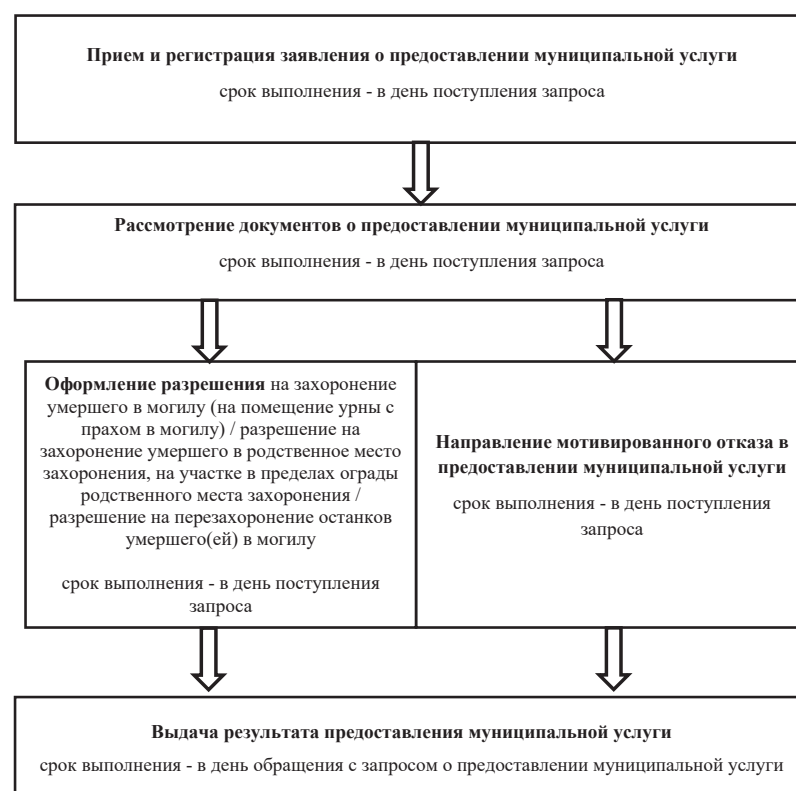 Прием и регистрация заявления о предоставлении муниципальной услуги
срок выполнения - в день поступления запроса
Рассмотрение документов о предоставлении муниципальной услуги
срок выполнения - в день поступления запроса
Оформление разрешения на захоронение
умершего в могилу (на помещение урны с
прахом в могилу) / разрешение на
захоронение умершего в родственное место
захоронения, на участке в пределах ограды
родственного места захоронения /
разрешение на перезахоронение останков
умершего(ей) в могилу
срок выполнения - в день поступления
запроса
Направление мотивированного отказа в
предоставлении муниципальной услуги
срок выполнения - в день поступления
запроса
Выдача результата предоставления муниципальной услуги
срок выполнения - в день обращения с запросом о предоставлении муниципальной услуги